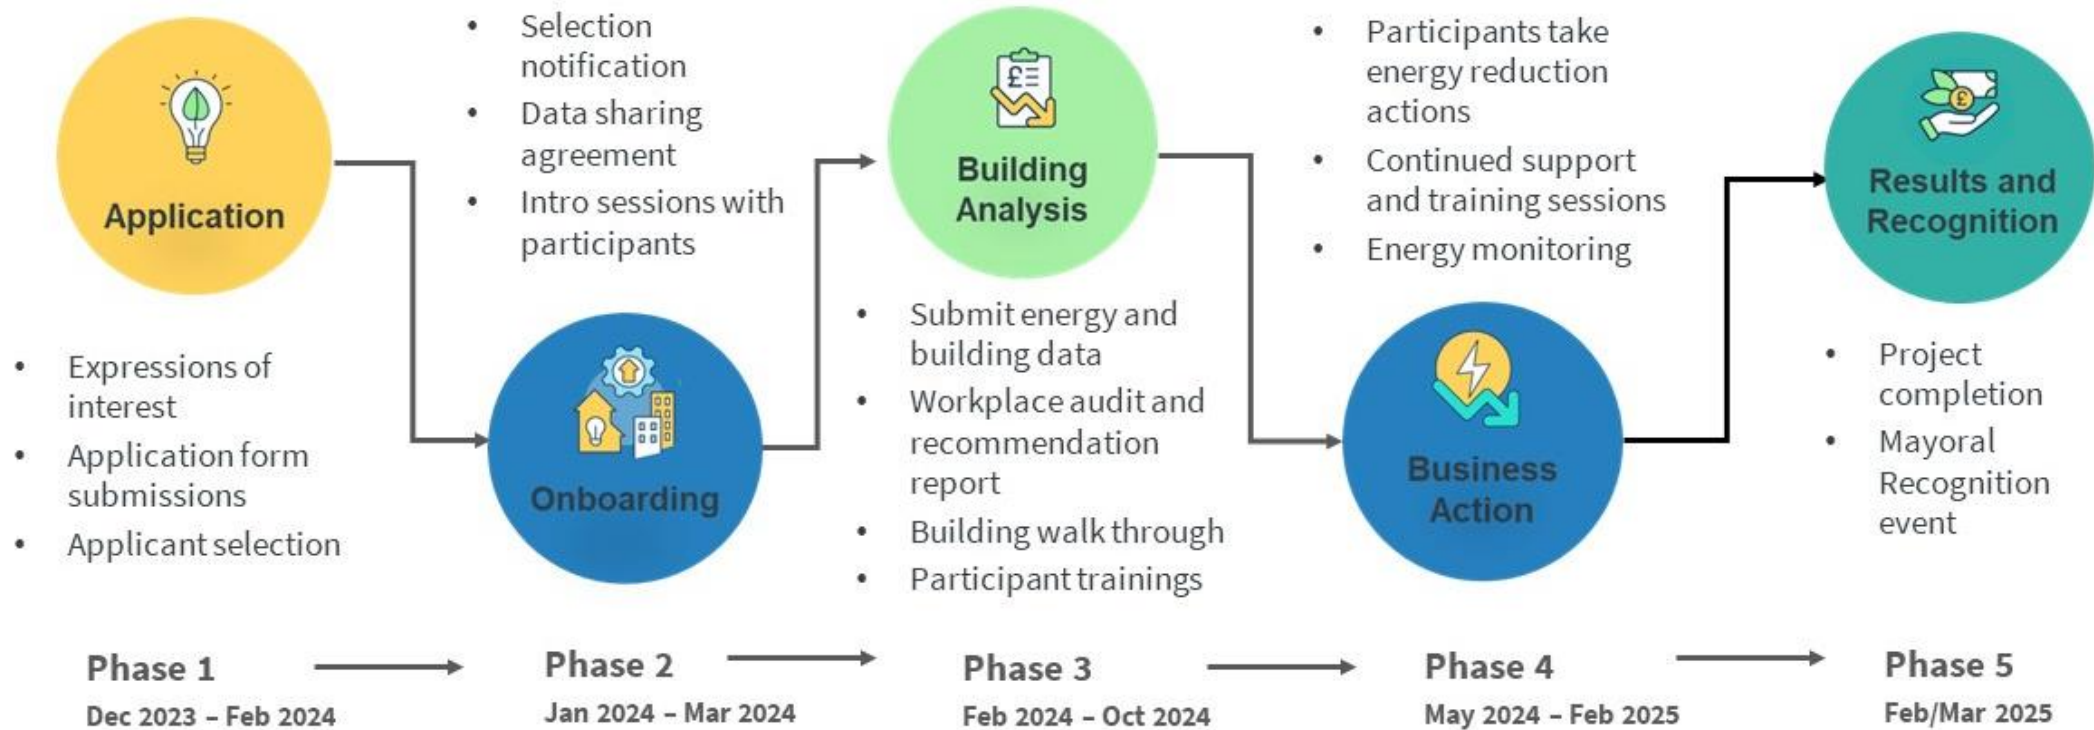 Application
• Expressions of
interest
• Application form
submissions
• Applicant selection
Phase 1
Dec 2023 – Feb 2024
• Selection
notification
• Data sharing
agreement
• Intro sessions with
participants
Onboarding
Phase 2
Jan 2024 – Mar 2024
£
Building
Analysis
• Submit energy and
building data
• Workplace audit and
recommendation
report
• Building walk through
• Participant trainings
Phase 3
Feb 2024 – Oct 2024
• Participants take
energy reduction
actions
• Continued support
and training sessions
• Energy monitoring
Business
Action
Phase 4
May 2024 – Feb 2025
£
Results and
Recognition
• Project
completion
• Mayoral
Recognition
event
Phase 5
Feb/Mar 2025